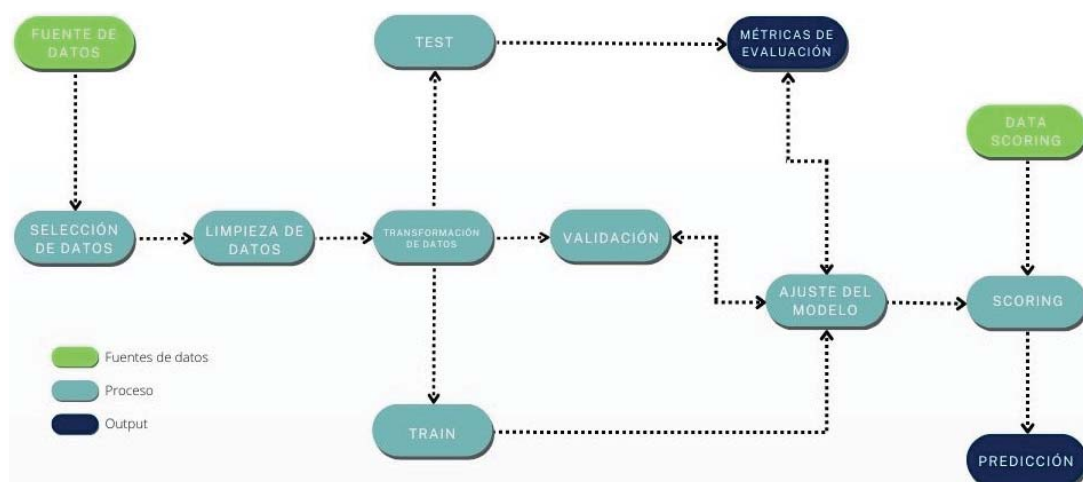 FUENTE DE
DATOS
TEST
MÉTRICAS DE
EVALUACIÓN
DATA
SCORING
SELECCIÓN
DE DATOS
LIMPIEZA DE
DATOS
TRANSFORMACIÓN
DE DATOS
VALIDACIÓN
AJUSTE DEL
MODELO
SCORING
Fuentes de datos
Proceso
Output
TRAIN
PREDICCIÓN